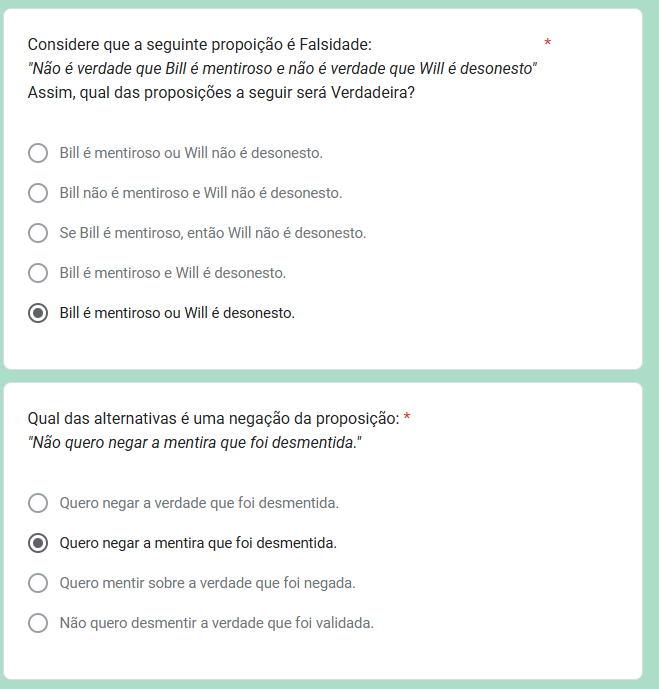 Considere que a seguinte propoição é Falsidade: *
"Não é verdade que Bill é mentiroso e não é verdade que Will é desonesto"
Assim, qual das proposições a seguir será Verdadeira?
Bill é mentiroso ou Will não é desonesto.
Bill não é mentiroso e Will não é desonesto.
Se Bill é mentiroso, então Will não é desonesto.
Bill é mentiroso e Will é desonesto.
Bill é mentiroso ou Will é desonesto.
Qual das alternativas é uma negação da proposição: *
"Não quero negar a mentira que foi desmentida."
Quero negar a verdade que foi desmentida.
Quero negar a mentira que foi desmentida.
Quero mentir sobre a verdade que foi negada.
Não quero desmentir a verdade que foi validada.